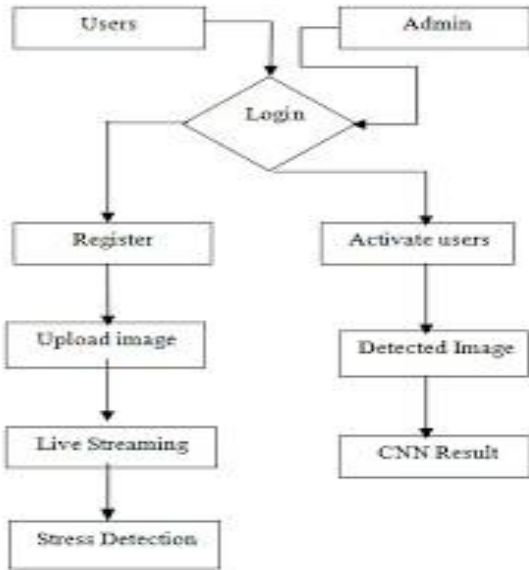 Users
Admin
Login
Register
Activate users
Upload image
Detected Image
Live Streaming
CNN Result
Stress Detection